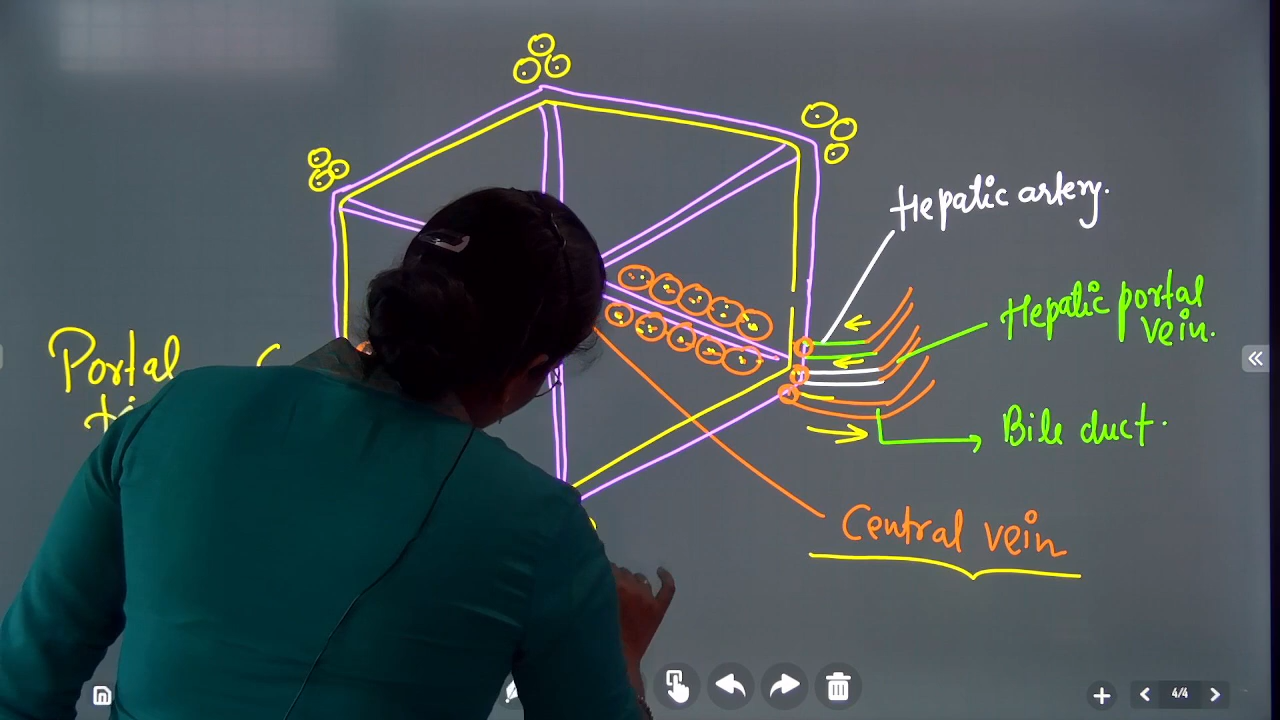 Hepatic artery.
Hepatic portal
vein.
Portal
Bile duct.
Central vein
4/4